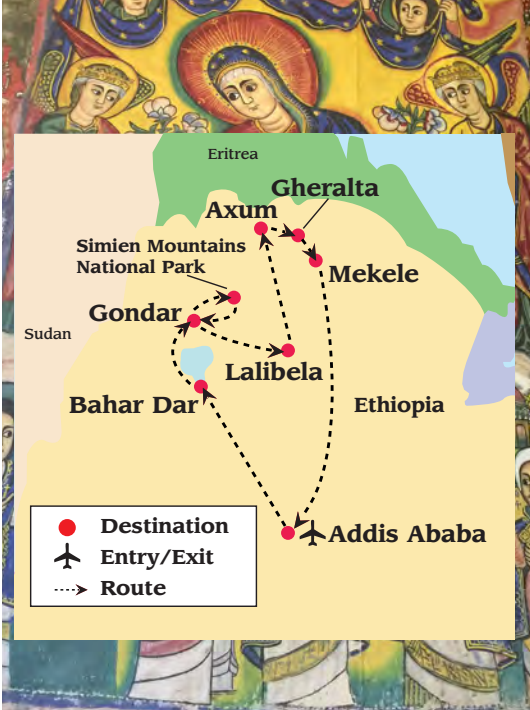 Eritrea
Gheralta
Axum
Simien Mountains
National Park
Mekele
Gondar
Sudan
Lalibela
Bahar Dar
Ethiopia
Addis Ababa
Destination
Entry/Exit
Route